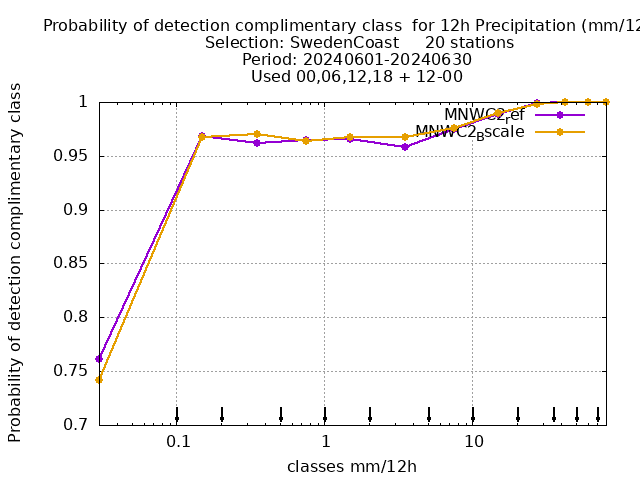 Probability of detection complimentary class  for 12h Precipitation (mm/12
Selection: SwedenCoast     20 stations
Period: 20240601-20240630
Used 00,06,12,18 + 12-00
MNWC2ref
MNWC2Bscale
Probability of detection complimentary class
1
0.95
0.9
0.85
0.8
0.75
0.7
0.1
1
10
classes mm/12h